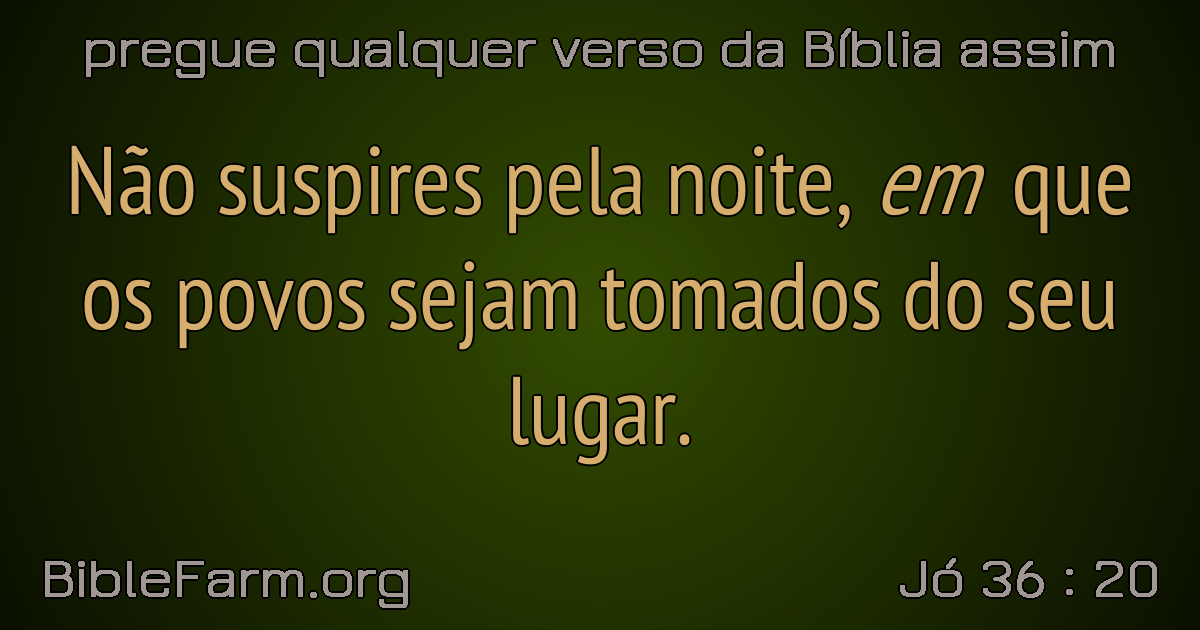 pregue qualquer verso da Bíblia assim
Não suspires pela noite, em que
os povos sejam tomados do seu
lugar.
BibleFarm.org
Jó 36 : 20